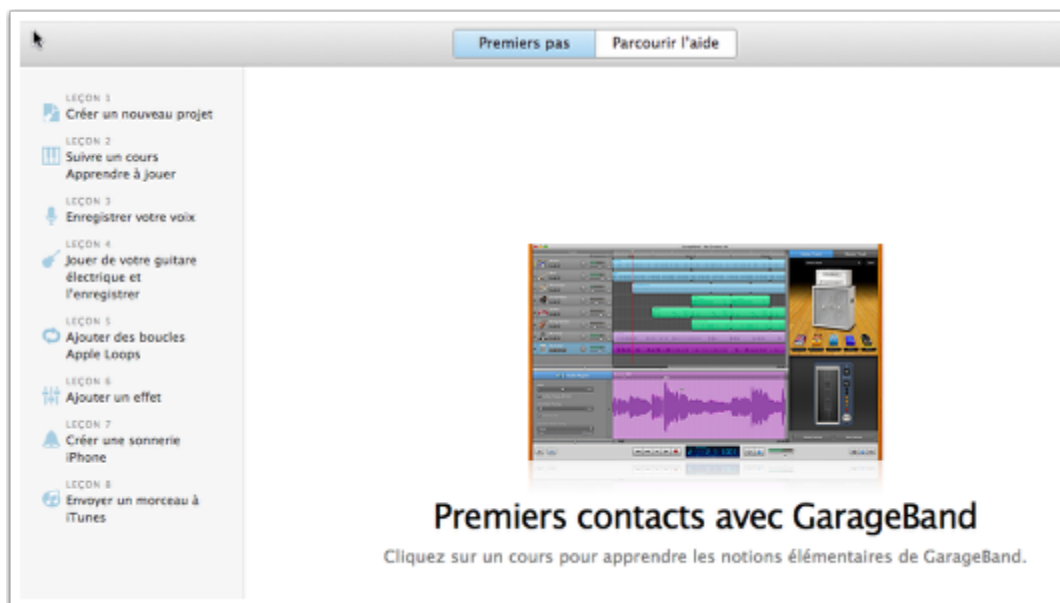 Premiers pas
Parcourir l'aide
LEÇON 1
Créer un nouveau projet
LEÇON 2
Suivre un cours
Apprendre à jouer
LEÇON 3
Enregistrer votre voix
LEÇON 4
Jouer de votre guitare
électrique et
l'enregistrer
LEÇON 5
Ajouter des boucles
Apple Loops
LEÇON 6
Ajouter un effet
LEÇON 7
Créer une sonnerie
iPhone
LEÇON 8
Envoyer un morceau à
iTunes
Premiers contacts avec GarageBand
Cliquez sur un cours pour apprendre les notions élémentaires de GarageBand.